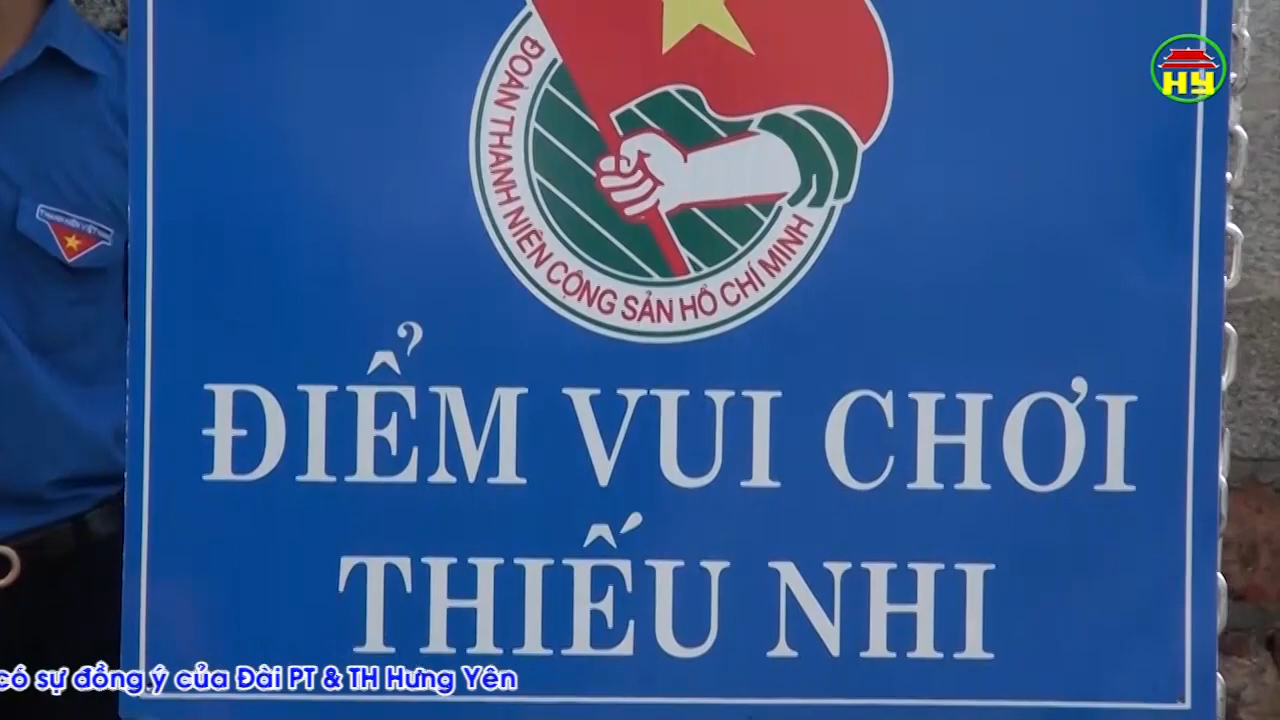 HY
ĐOÀN THANH NIÊN CỘNG SẢN HỒ CHÍ MINH
ĐIỂM VUI CHƠI
THIẾU NHI
có sự đồng ý của Đài PT & TH Hưng Yên